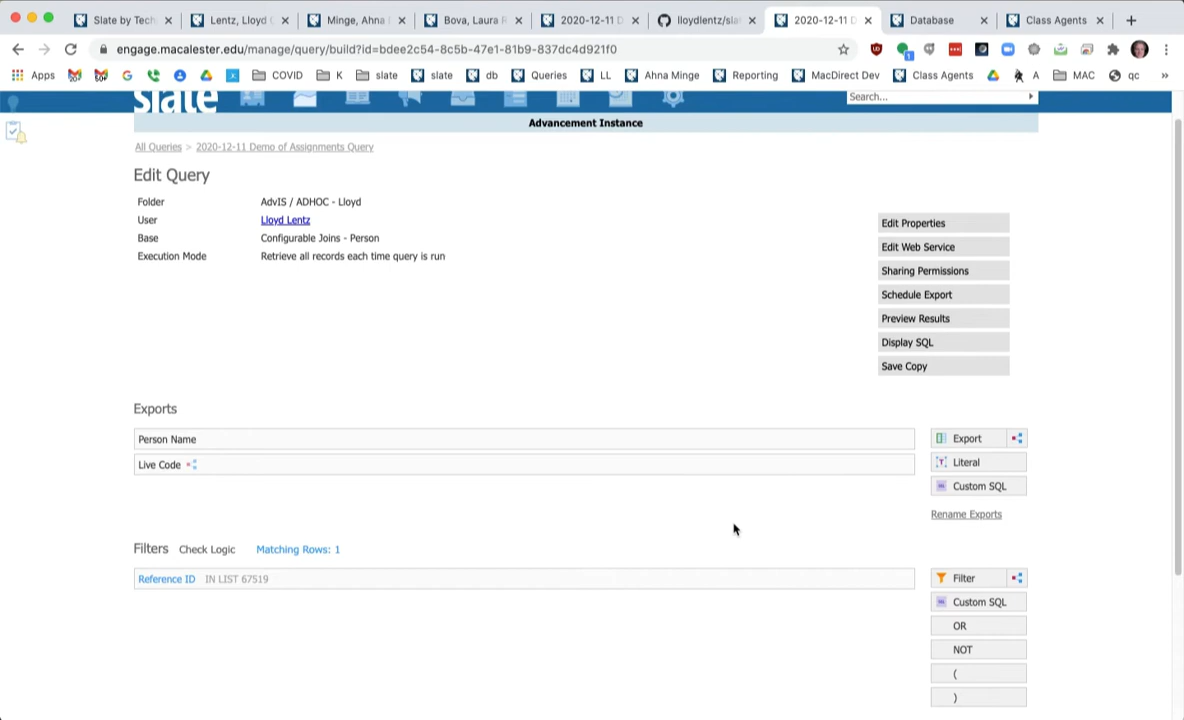 Slate by Tech
Lentz, Lloyd (
Minge, Ahna
Bova, Laura R
2020-12-11 D
lloydlentz/sla
2020-12-11 D
Database
Class Agents
engage.macalester.edu/manage/query/build?id=bdee2c54-8c5b-47e1-81b9-837dc4d921f0
Apps
COVID
K
slate
slate
db
Queries
LL
Ahna Minge
Reporting
MacDirect Dev
Class Agents
A
MAC
qc
»
slate
Search...
Advancement Instance
All Queries > 2020-12-11 Demo of Assignments Query
Edit Query
Folder AdvIS / ADHOC - Lloyd
User Lloyd Lentz
Base Configurable Joins - Person
Execution Mode Retrieve all records each time query is run
Edit Properties
Edit Web Service
Sharing Permissions
Schedule Export
Preview Results
Display SQL
Save Copy
Exports
Person Name
Live Code
Export
Literal
Custom SQL
Rename Exports
Filters Check Logic Matching Rows: 1
Reference ID IN LIST 67519
Filter
Custom SQL
OR
NOT
(
)